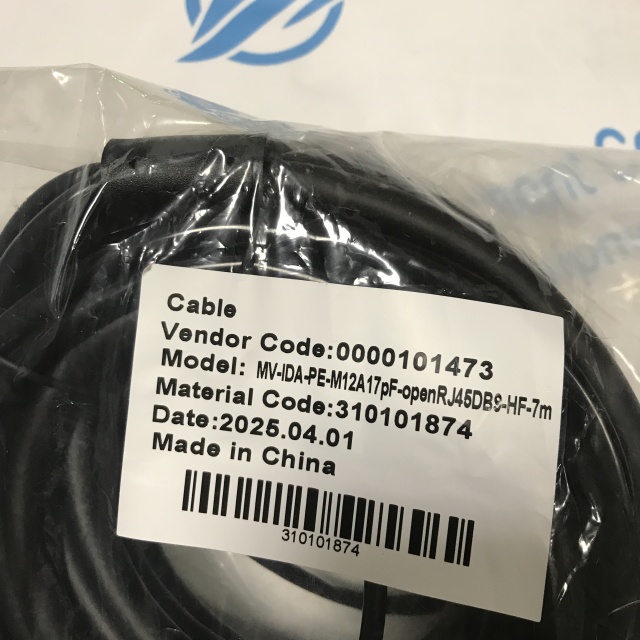 Cable
Vendor Code:0000101473
Model: MV-IDA-PE-M12A17pF-openRJ45DB9-HF-7m
Material Code:310101874
Date:2025.04.01
Made in China
310101874